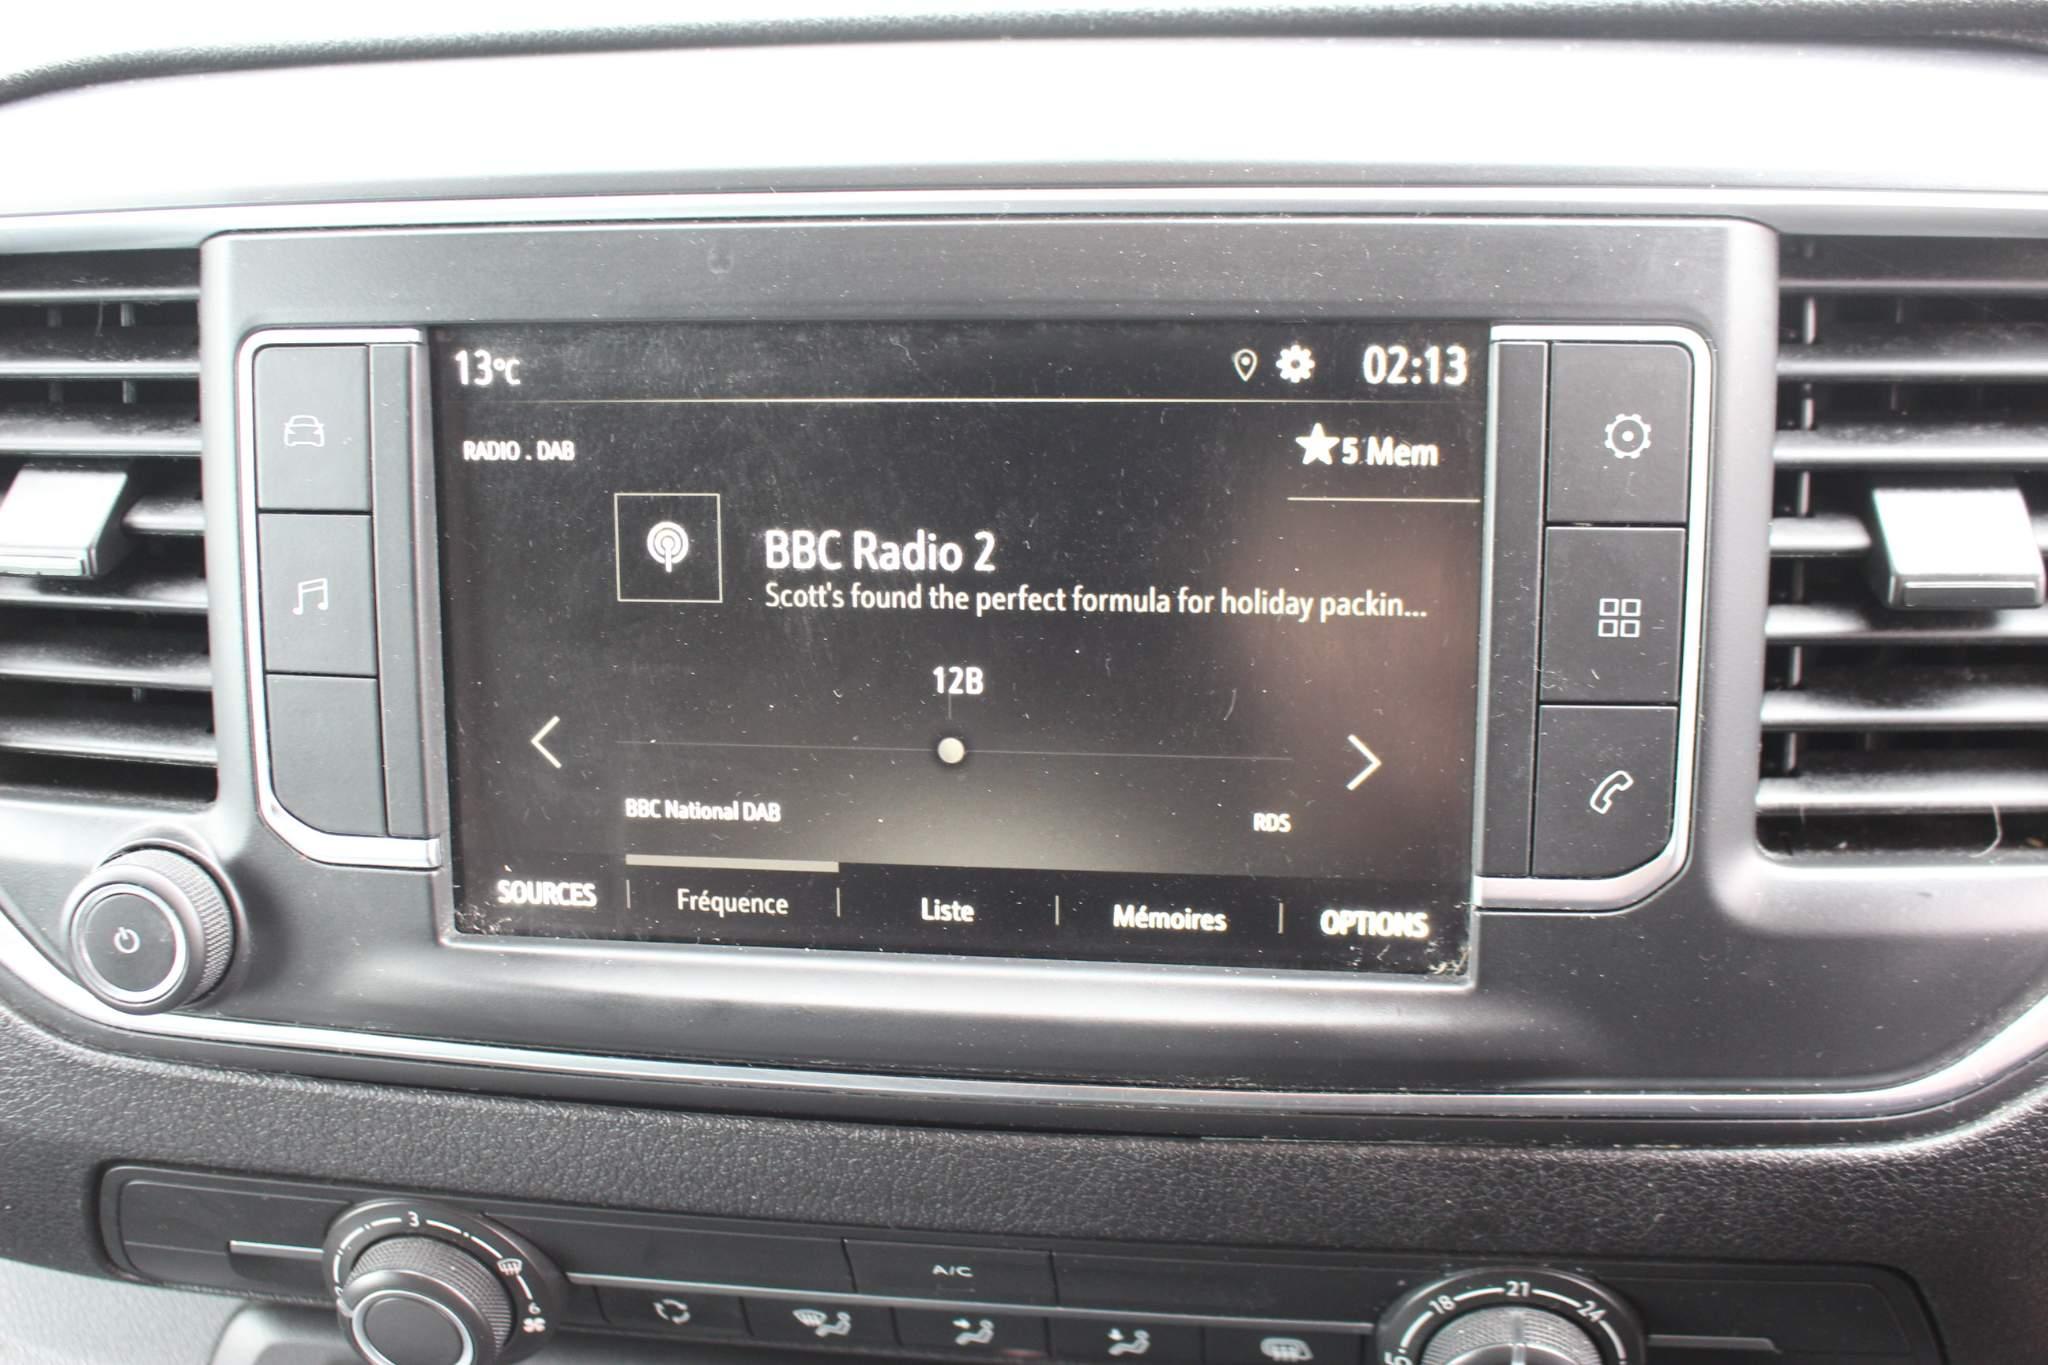 13°C 02:13
RADIO . DAB
5 Mem
BBC Radio 2
Scott's found the perfect formula for holiday packin...
12B
BBC National DAB
RDS
SOURCES Fréquence Liste Mémoires OPTIONS
3
6
A/C
18 21 24